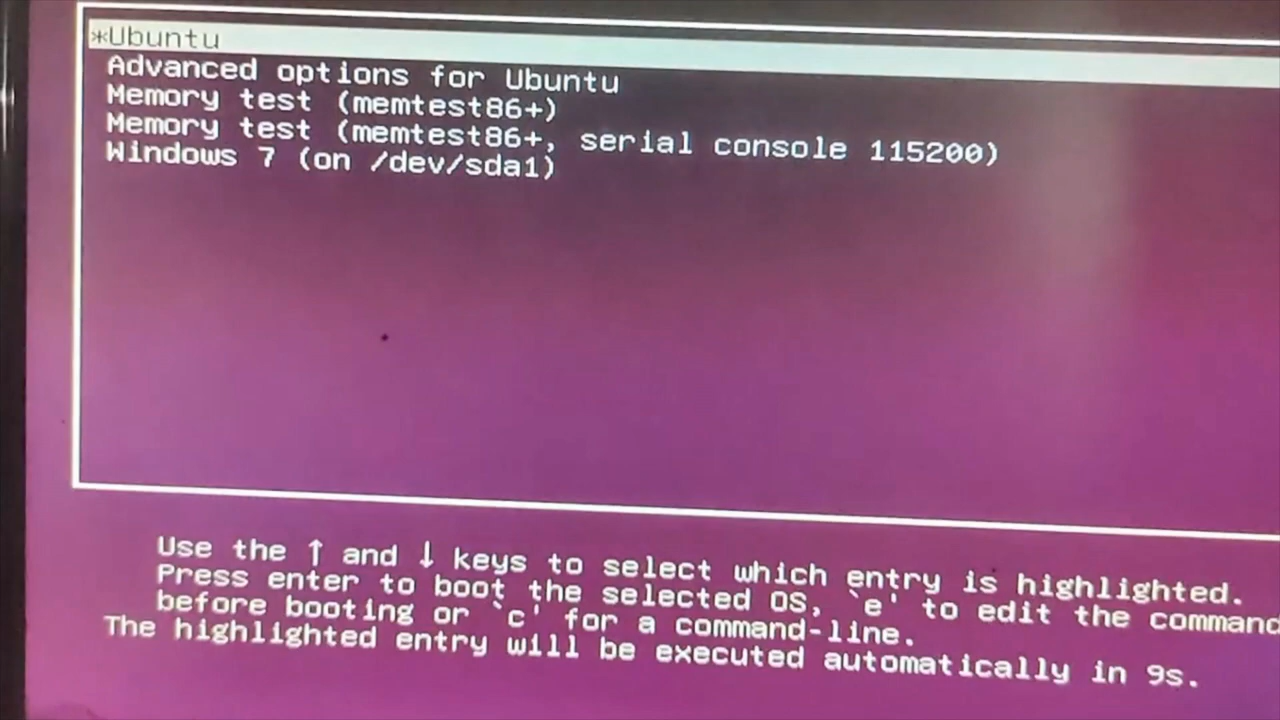 *Ubuntu
Advanced options for Ubuntu
Memory test (memtest86+)
Memory test (memtest86+, serial console 115200)
Windows 7 (on /dev/sda1)
Use the ↑ and ↓ keys to select which entry is highlighted.
Press enter to boot the selected OS, `e' to edit the command
before booting or `c' for a command-line.
The highlighted entry will be executed automatically in 9s.